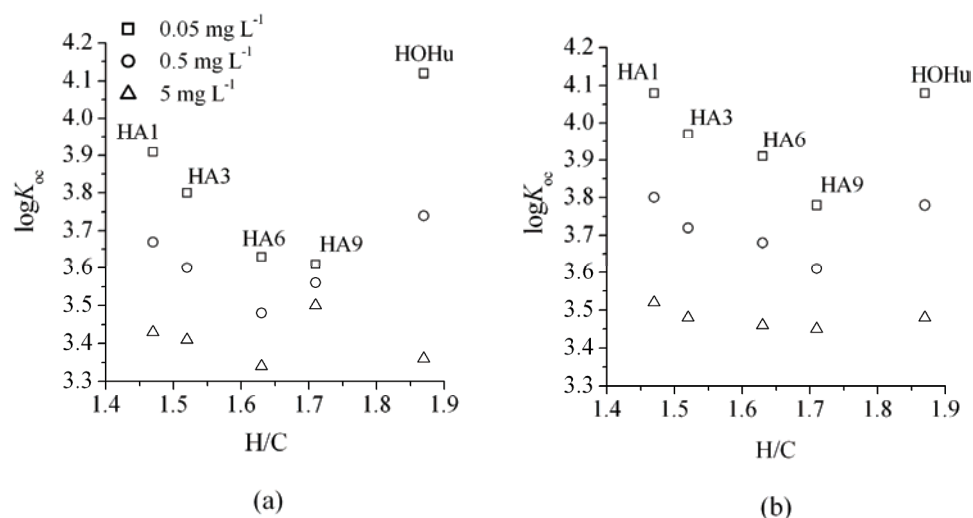 0.05 mg L⁻¹
0.5 mg L⁻¹
5 mg L⁻¹
HOHu
HA1
HA3
HA6
HA9
4.2
4.1
4.0
3.9
3.8
3.7
3.6
3.5
3.4
3.3
logKoc
1.4 1.5 1.6 1.7 1.8 1.9
H/C
(a)
HA1
HA3
HA6
HA9
HOHu
4.2
4.1
4.0
3.9
3.8
3.7
3.6
3.5
3.4
3.3
logKoc
1.4 1.5 1.6 1.7 1.8 1.9
H/C
(b)